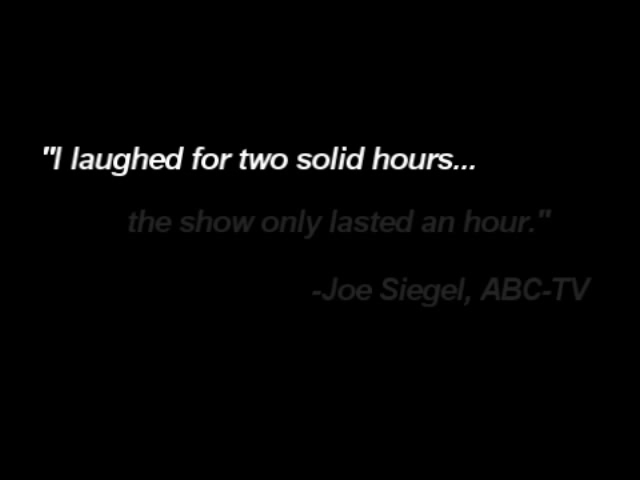 "I laughed for two solid hours...
the show only lasted an hour."
-Joe Siegel, ABC-TV